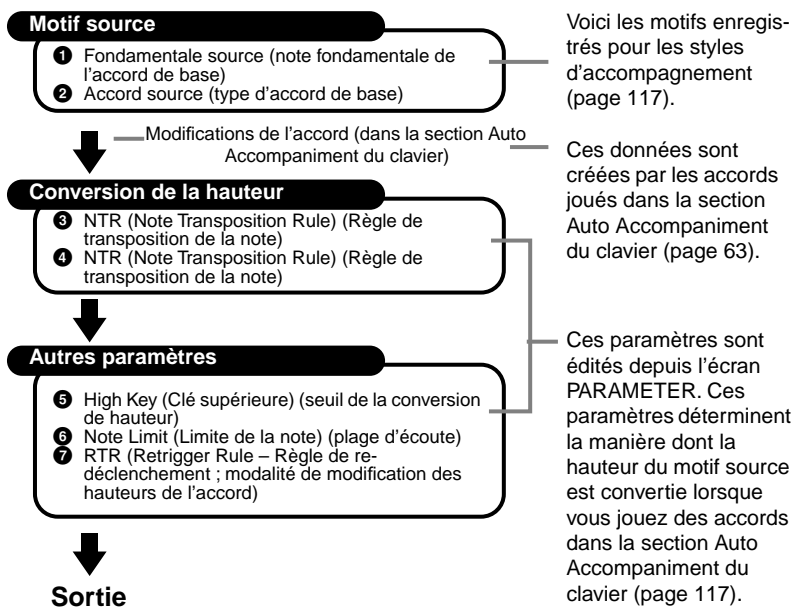 Motif source
❶ Fondamentale source (note fondamentale de
l'accord de base)
❷ Accord source (type d'accord de base)
Voici les motifs enregis-
trés pour les styles
d'accompagnement
(page 117).
Modifications de l'accord (dans la section Auto
Accompaniment du clavier)
Ces données sont
créées par les accords
joués dans la section
Auto Accompaniment
du clavier (page 63).
Conversion de la hauteur
❸ NTR (Note Transposition Rule) (Règle de
transposition de la note)
❹ NTR (Note Transposition Rule) (Règle de
transposition de la note)
Autres paramètres
❺ High Key (Clé supérieure) (seuil de la conversion
de hauteur)
❻ Note Limit (Limite de la note) (plage d'écoute)
❼ RTR (Retrigger Rule – Règle de re-
déclenchement ; modalité de modification des
hauteurs de l'accord)
Ces paramètres sont
édités depuis l'écran
PARAMETER. Ces
paramètres déterminent
la manière dont la
hauteur du motif source
est convertie lorsque
vous jouez des accords
dans la section Auto
Accompaniment du
clavier (page 117).
Sortie